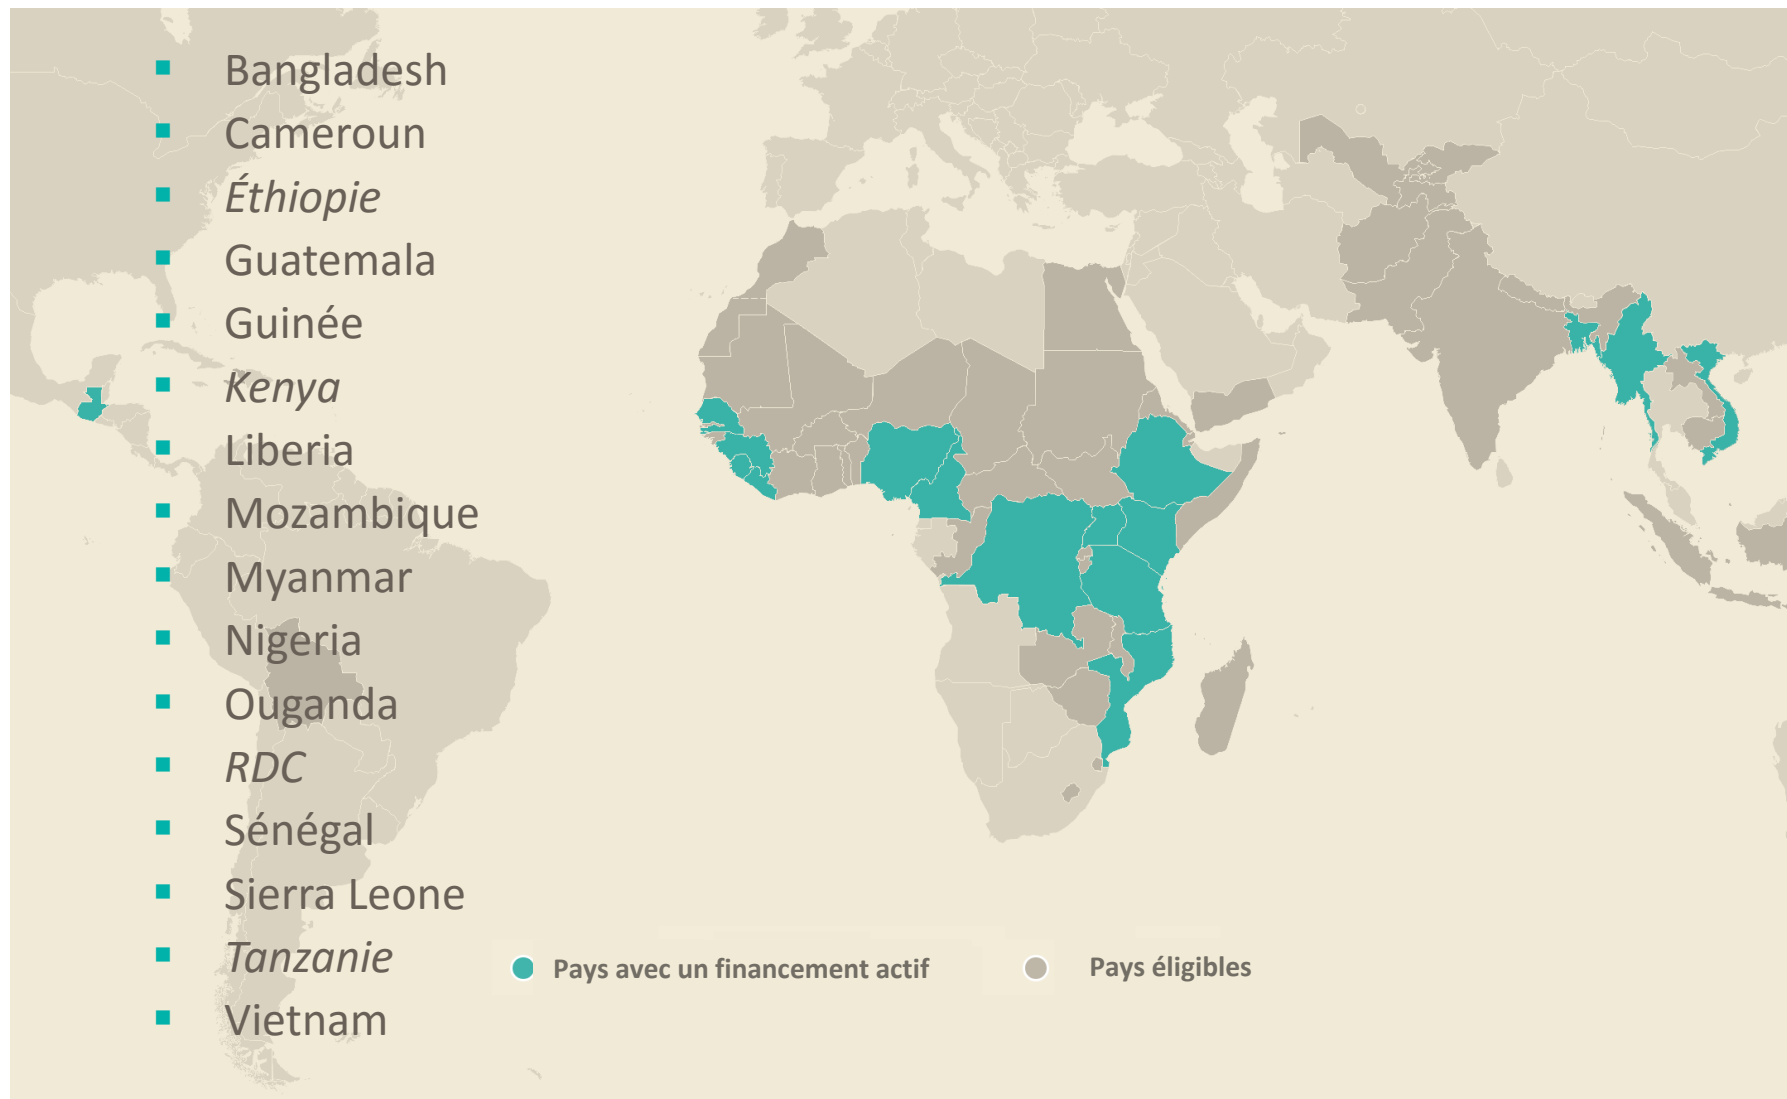 Bangladesh
Cameroun
Éthiopie
Guatemala
Guinée
Kenya
Liberia
Mozambique
Myanmar
Nigeria
Ouganda
RDC
Sénégal
Sierra Leone
Tanzanie
Vietnam
Pays avec un financement actif
Pays éligibles